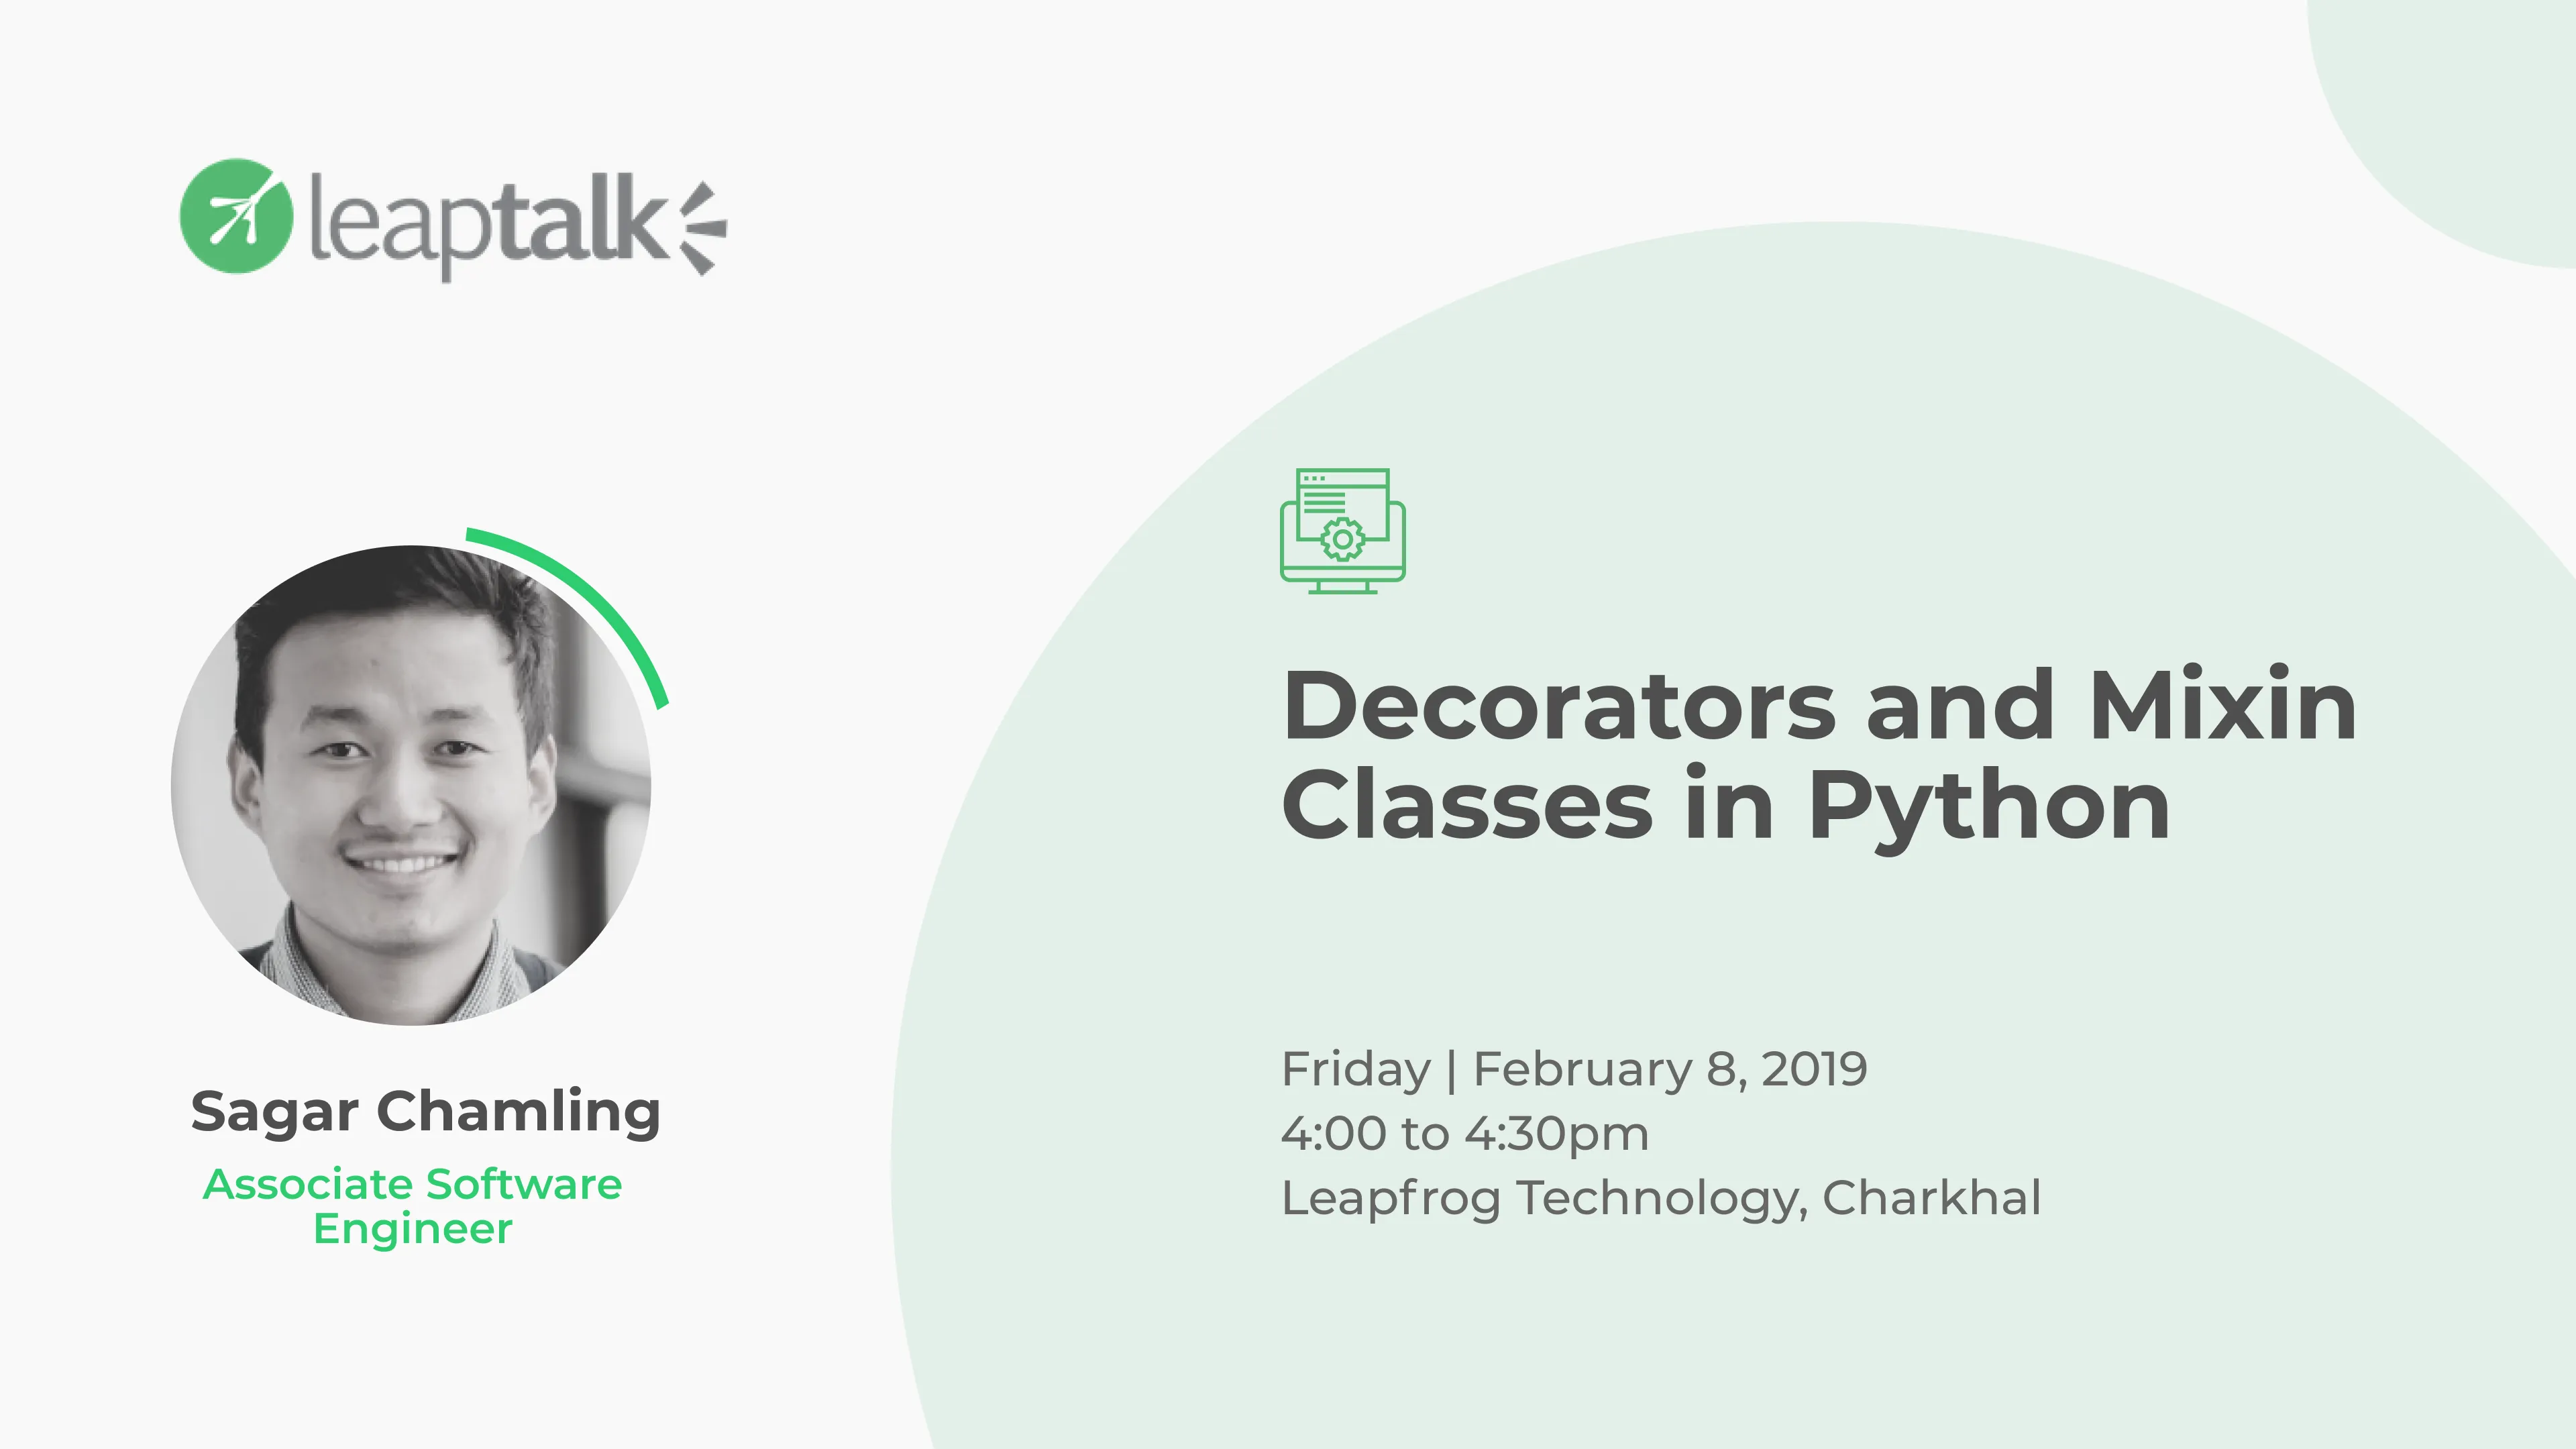 leaptalk
Decorators and Mixin
Classes in Python
Sagar Chamling
Associate Software
Engineer
Friday | February 8, 2019
4:00 to 4:30pm
Leapfrog Technology, Charkhal